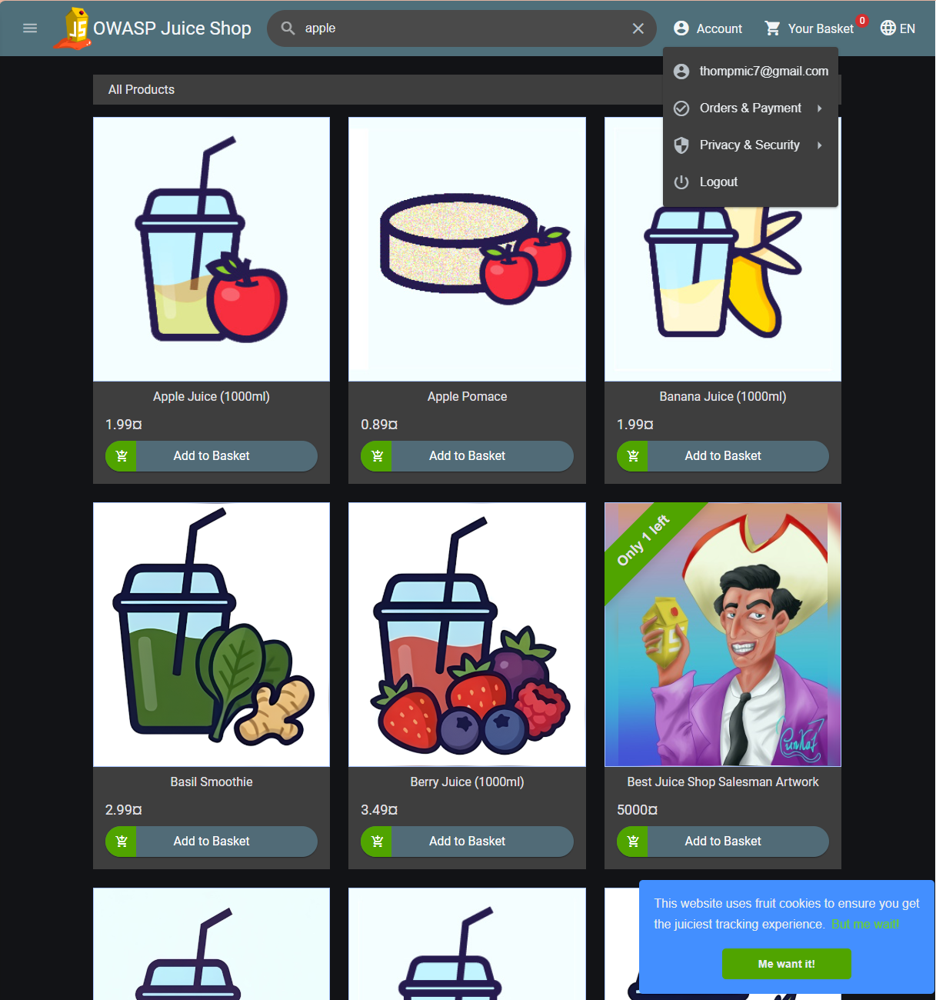 OWASP Juice Shop
apple
Account
Your Basket
0
EN
thompmic7@gmail.com
Orders & Payment
Privacy & Security
Logout
All Products
Apple Juice (1000ml)
1.99¤
Add to Basket
Apple Pomace
0.89¤
Add to Basket
Banana Juice (1000ml)
1.99¤
Add to Basket
Basil Smoothie
2.99¤
Add to Basket
Berry Juice (1000ml)
3.49¤
Add to Basket
Only 1 left
Best Juice Shop Salesman Artwork
5000¤
Add to Basket
This website uses fruit cookies to ensure you get
the juiciest tracking experience. But me wait!
Me want it!